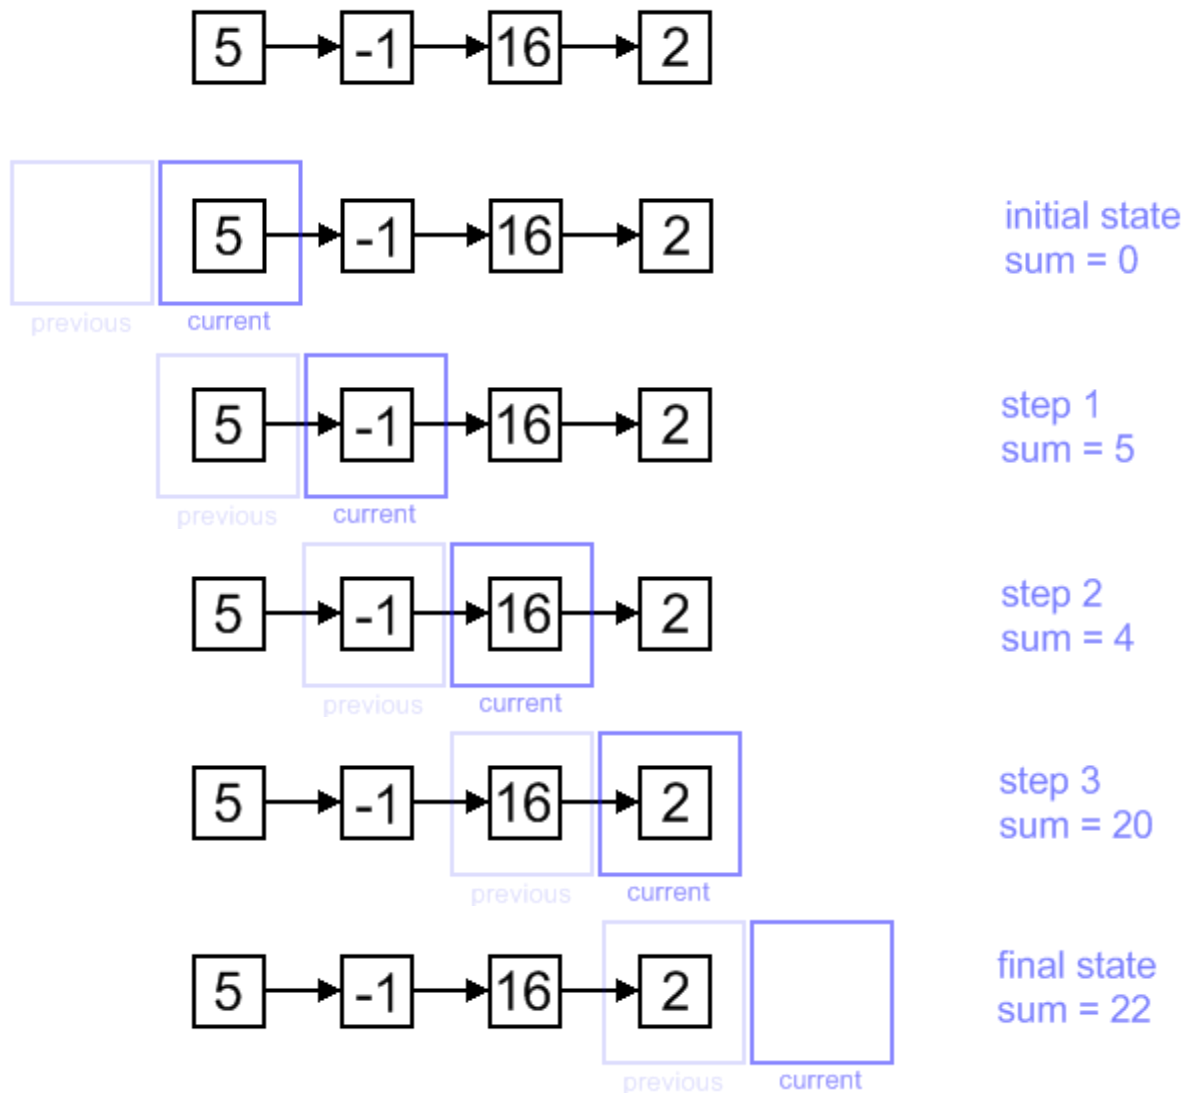 5 -1 16 2
5 -1 16 2
initial state
sum = 0
previous current
5 -1 16 2
step 1
sum = 5
previous current
5 -1 16 2
step 2
sum = 4
previous current
5 -1 16 2
step 3
sum = 20
previous current
5 -1 16 2
final state
sum = 22
previous current